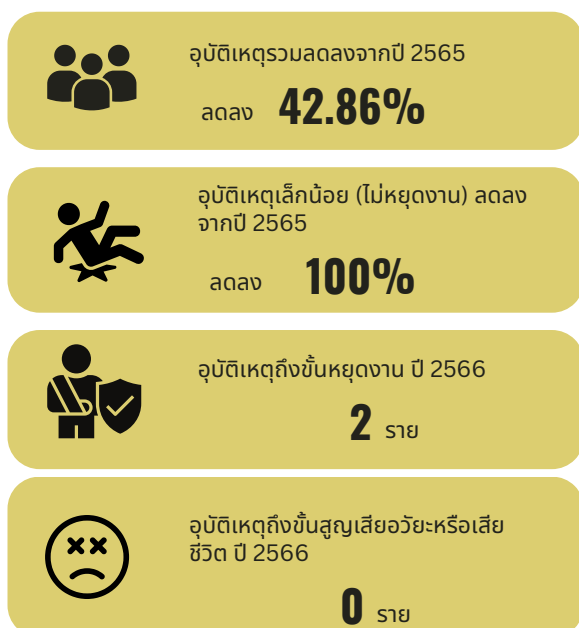 อุบัติเหตุรวมลดลงจากปี 2565
ลดลง 42.86%
อุบัติเหตุเล็กน้อย (ไม่หยุดงาน) ลดลง
จากปี 2565
ลดลง 100%
อุบัติเหตุถึงขั้นหยุดงาน ปี 2566
2 ราย
อุบัติเหตุถึงขั้นสูญเสียอวัยะหรือเสีย
ชีวิต ปี 2566
0 ราย